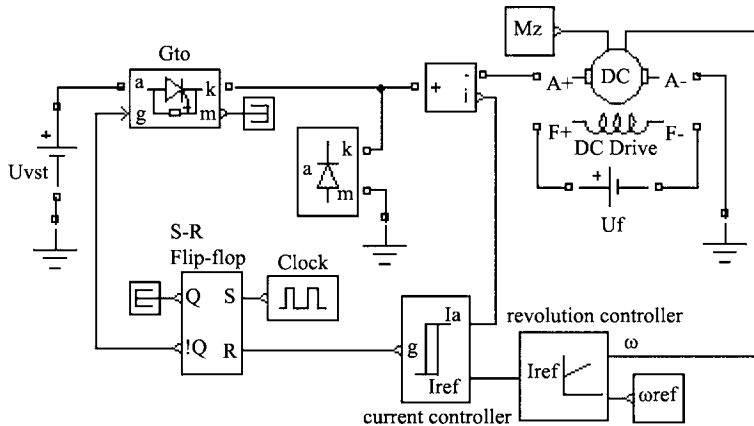 Mz
Gto
a k
g m
+ - i
DC
A+ A-
F+ F-
DC Drive
+
Uvst
k
a
m
+
Uf
S-R
Flip-flop
Clock
Q S
!Q R
Ia
g
Iref
current controller
revolution controller
Iref
ω
ωref